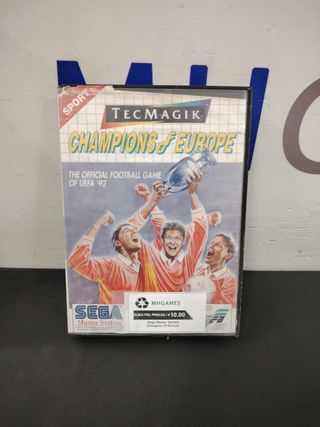 SPORT
TECMAGIK
CHAMPIONS of EUROPE
THE OFFICIAL FOOTBALL GAME
OF UEFA '92
SEGA
Master System
MHGAMES
NUESTRO PRECIO: €10,00
Sega Master System
Champions Of Europe